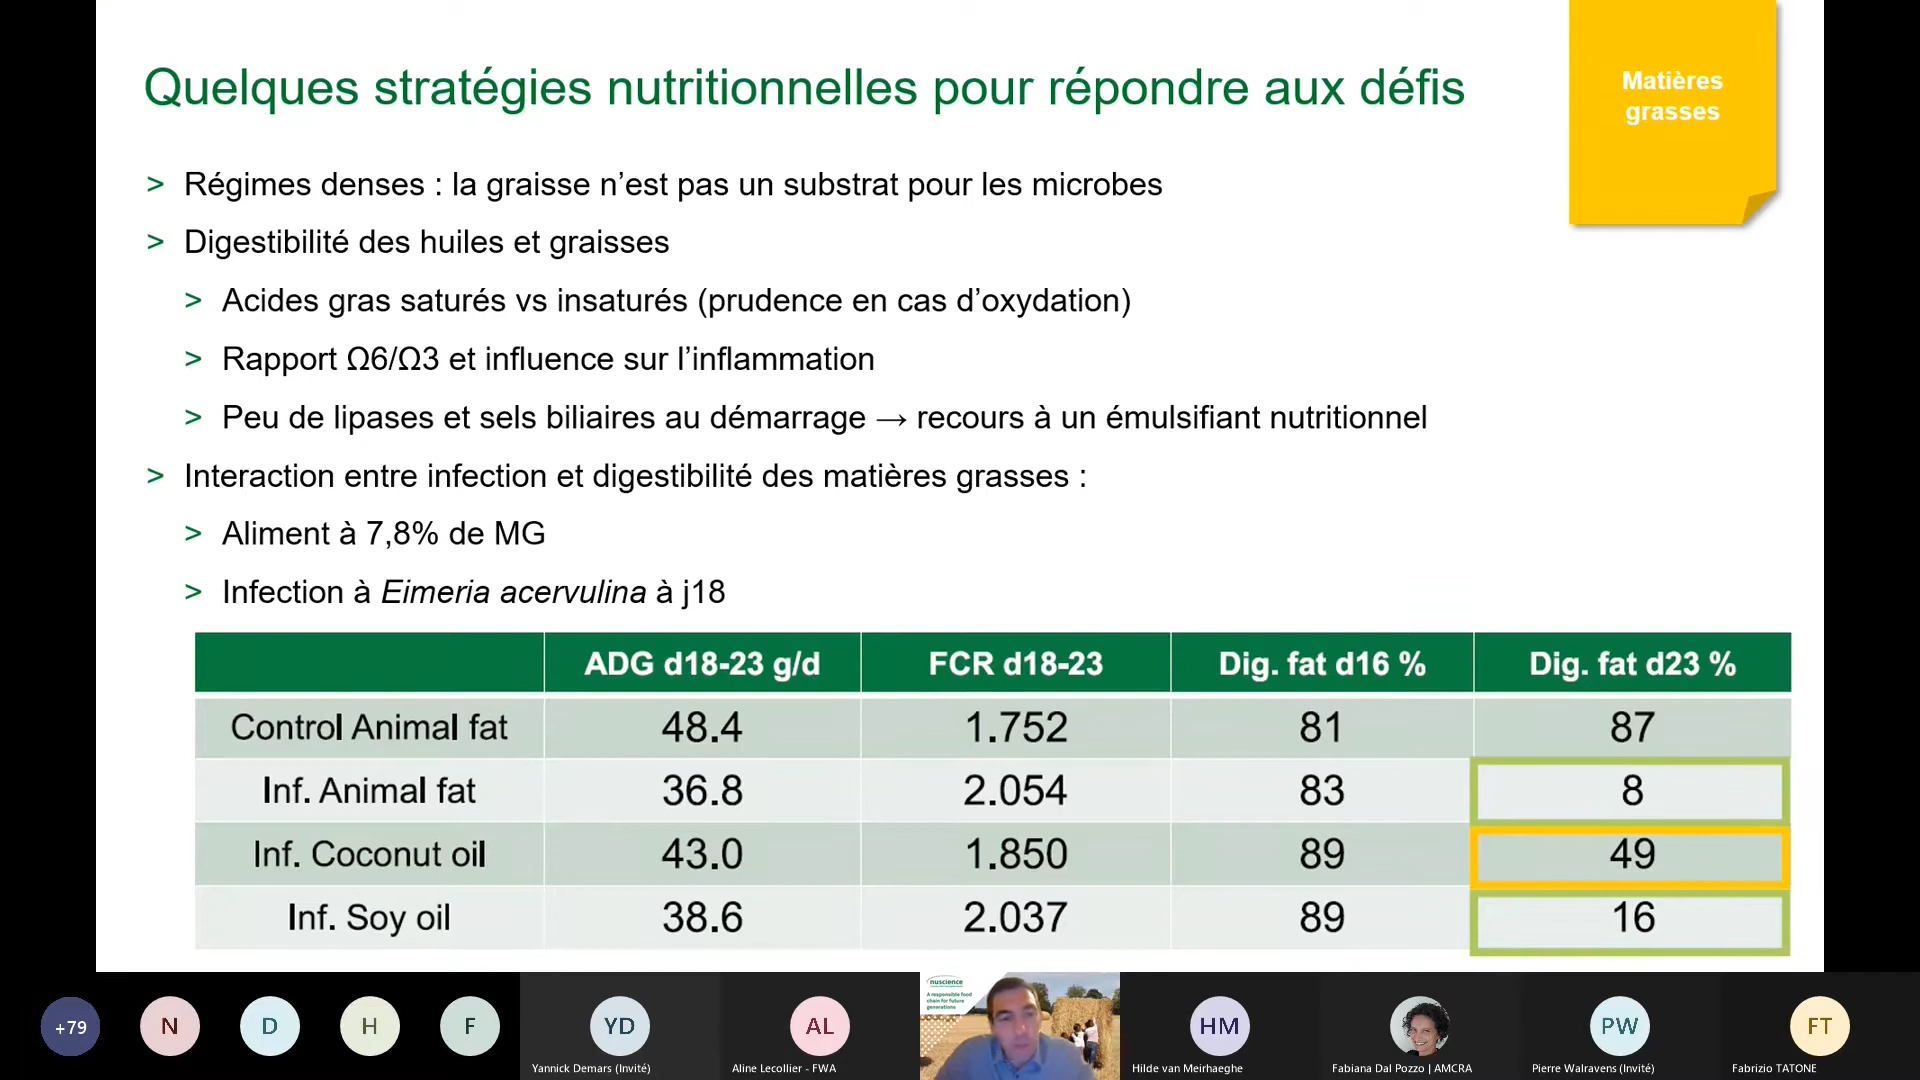 Quelques stratégies nutritionnelles pour répondre aux défis
Matières
grasses
> Régimes denses : la graisse n’est pas un substrat pour les microbes
> Digestibilité des huiles et graisses
> Acides gras saturés vs insaturés (prudence en cas d’oxydation)
> Rapport Ω6/Ω3 et influence sur l’inflammation
> Peu de lipases et sels biliaires au démarrage → recours à un émulsifiant nutritionnel
> Interaction entre infection et digestibilité des matières grasses :
> Aliment à 7,8% de MG
> Infection à Eimeria acervulina à j18
ADG d18-23 g/d FCR d18-23 Dig. fat d16 % Dig. fat d23 %
Control Animal fat 48.4 1.752 81 87
Inf. Animal fat 36.8 2.054 83 8
Inf. Coconut oil 43.0 1.850 89 49
Inf. Soy oil 38.6 2.037 89 16
nuscience
A responsible food
chain for future
generations
+79 N D H F YD AL HM PW FT
Yannick Demars (Invité) Aline Lecollier - FWA Hilde van Meirhaeghe Fabiana Dal Pozzo | AMCRA Pierre Walravens (Invité) Fabrizio TATONE